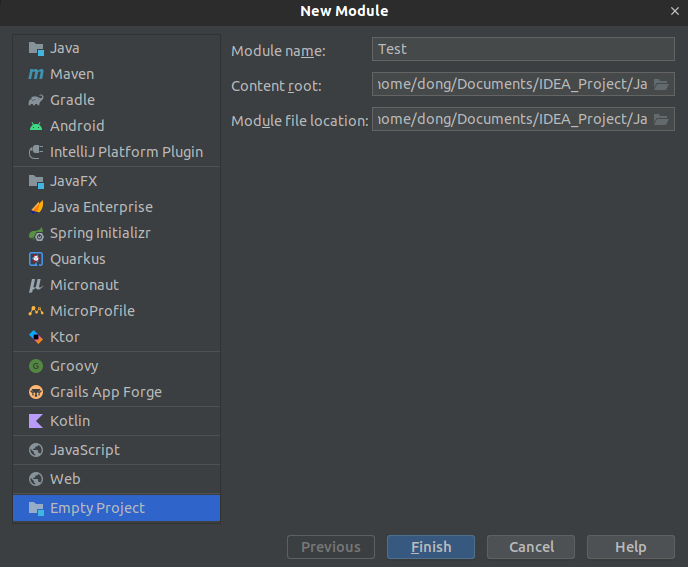 New Module
Java
Maven
Gradle
Android
IntelliJ Platform Plugin
JavaFX
Java Enterprise
Spring Initializr
Quarkus
Micronaut
MicroProfile
Ktor
Groovy
Grails App Forge
Kotlin
JavaScript
Web
Empty Project
Module name: Test
Content root: home/dong/Documents/IDEA_Project/Ja
Module file location: home/dong/Documents/IDEA_Project/Ja
Previous Finish Cancel Help